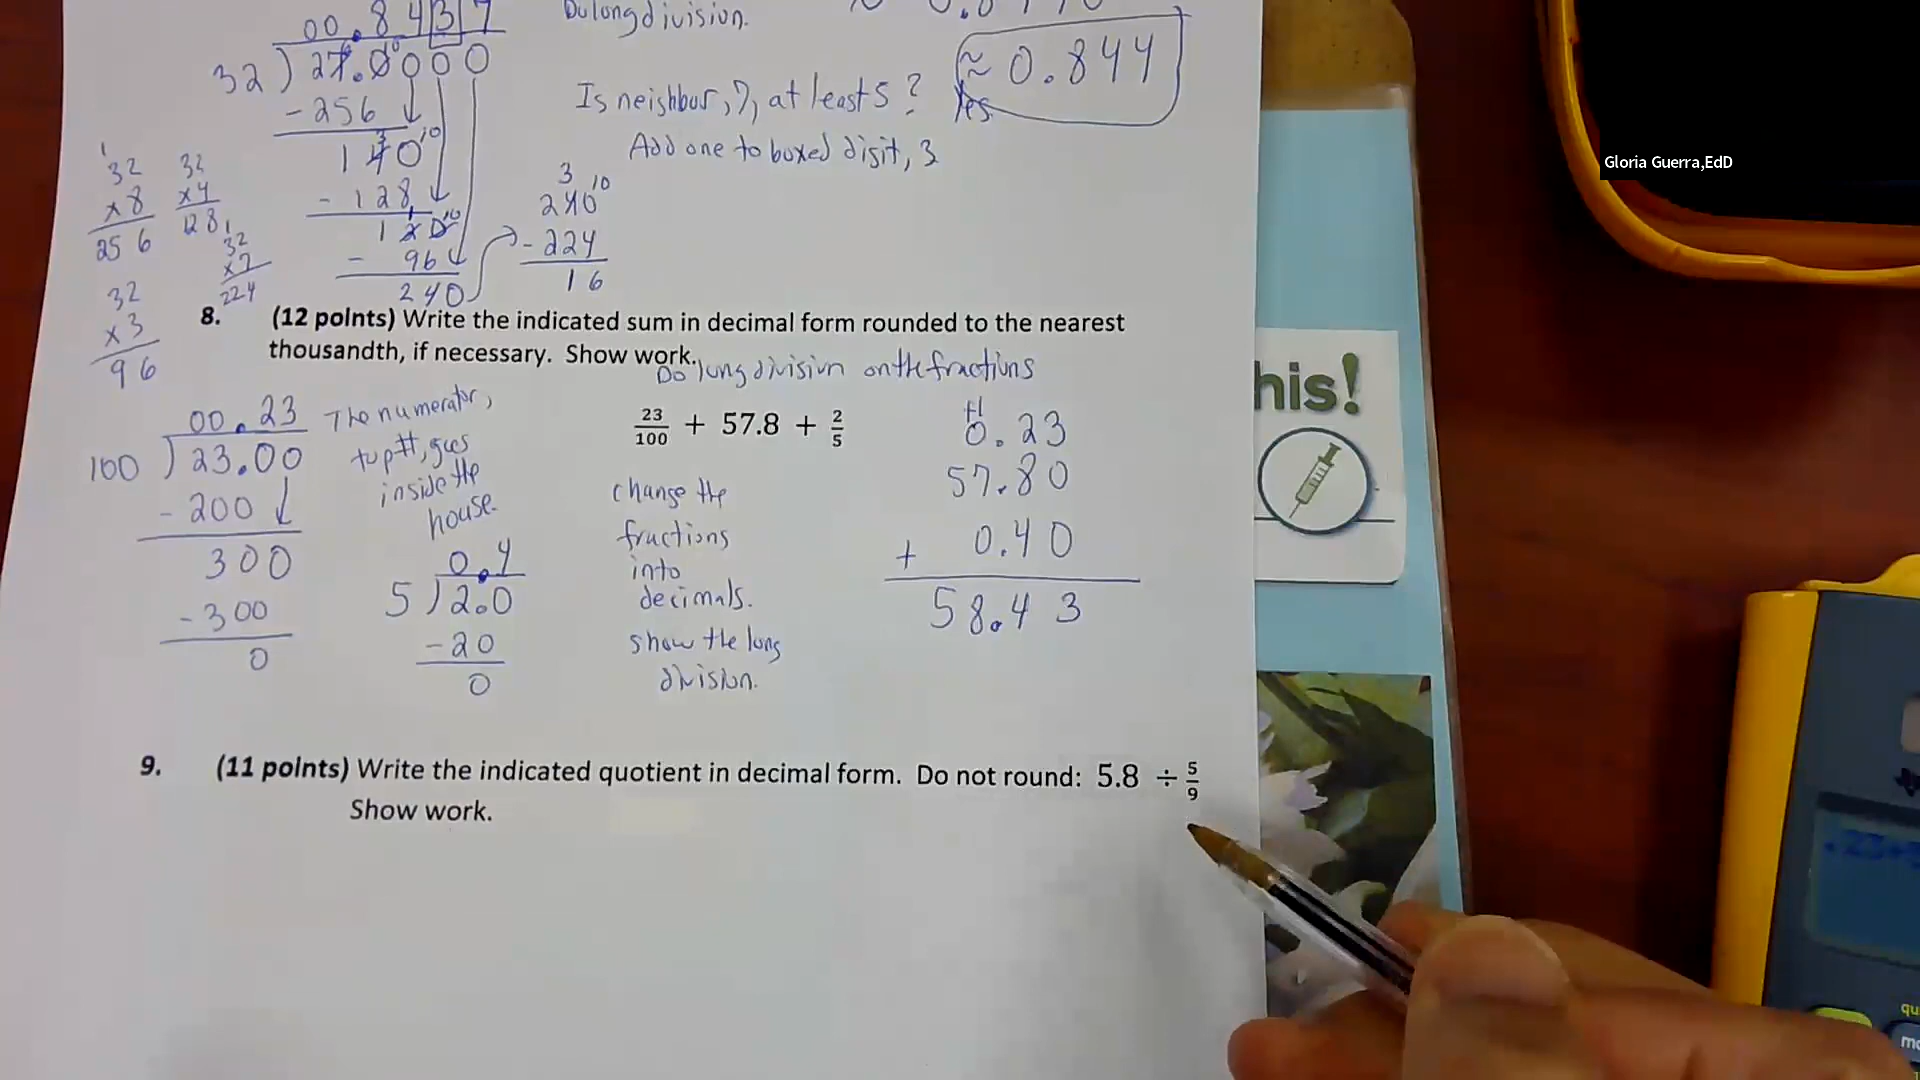 00.8437
Do long division.
32)27.0000
≈ 0.844
- 256
Is neighbor, 7, at least 5? Yes.
140
Add one to boxed digit, 3
- 128
120
- 96
240
240
- 224
16
32
x 8
256
32
x 4
128
32
x 7
224
32
x 3
96
8. (12 points) Write the indicated sum in decimal form rounded to the nearest
thousandth, if necessary. Show work.
Do long division on the fractions
23/100 + 57.8 + 2/5
00.23
100)23.00
- 200
300
- 300
0
The numerator,
top #, goes
inside the
house.
0.4
5)2.0
- 20
0
change the
fractions
into
decimals.
show the long
division.
+1
0.23
57.80
+ 0.40
58.43
9. (11 points) Write the indicated quotient in decimal form. Do not round: 5.8 ÷ 5/9
Show work.
his!
Gloria Guerra,EdD